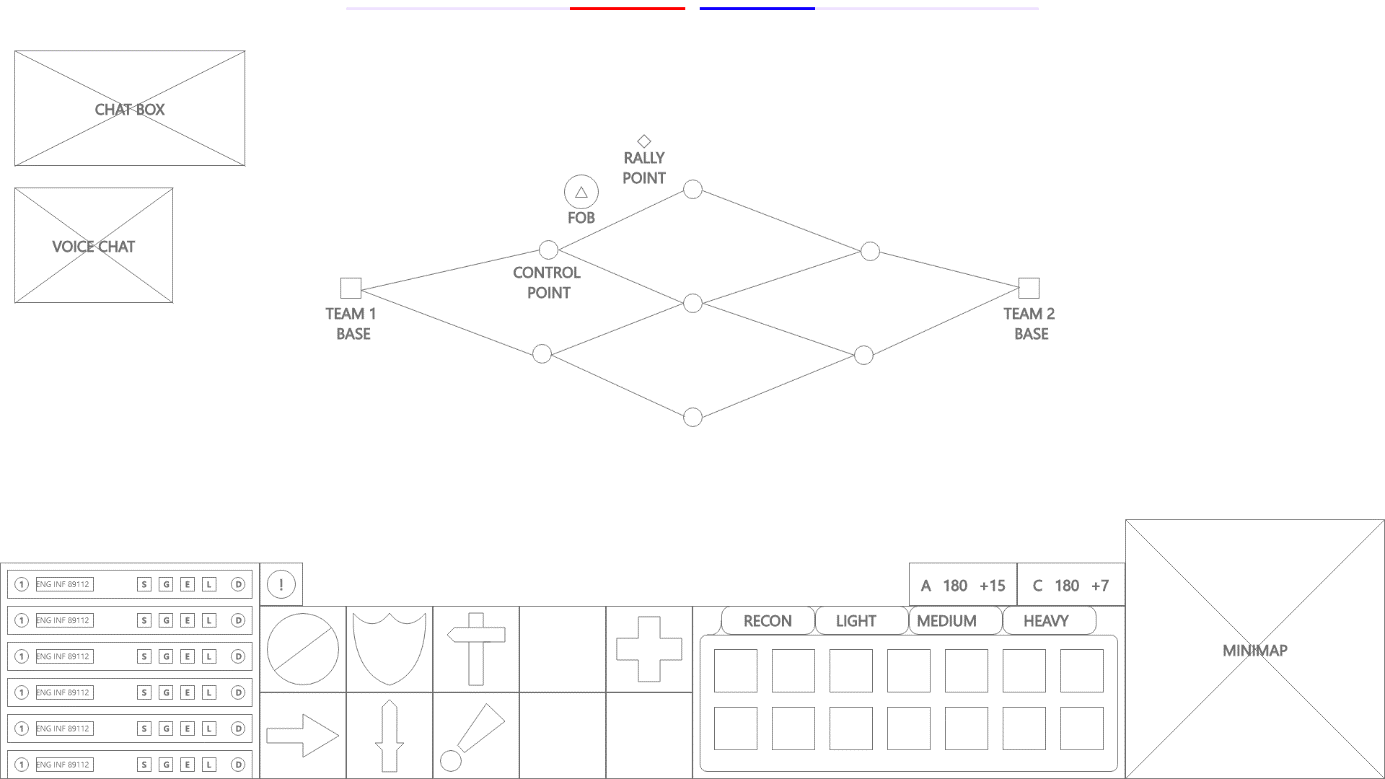 CHAT BOX
VOICE CHAT
RALLY
POINT
FOB
CONTROL
POINT
TEAM 1
BASE
TEAM 2
BASE
1 ENG INF 89112 S G E L D
1 ENG INF 89112 S G E L D
1 ENG INF 89112 S G E L D
1 ENG INF 89112 S G E L D
1 ENG INF 89112 S G E L D
1 ENG INF 89112 S G E L D
!
A 180 +15
C 180 +7
RECON LIGHT MEDIUM HEAVY
MINIMAP